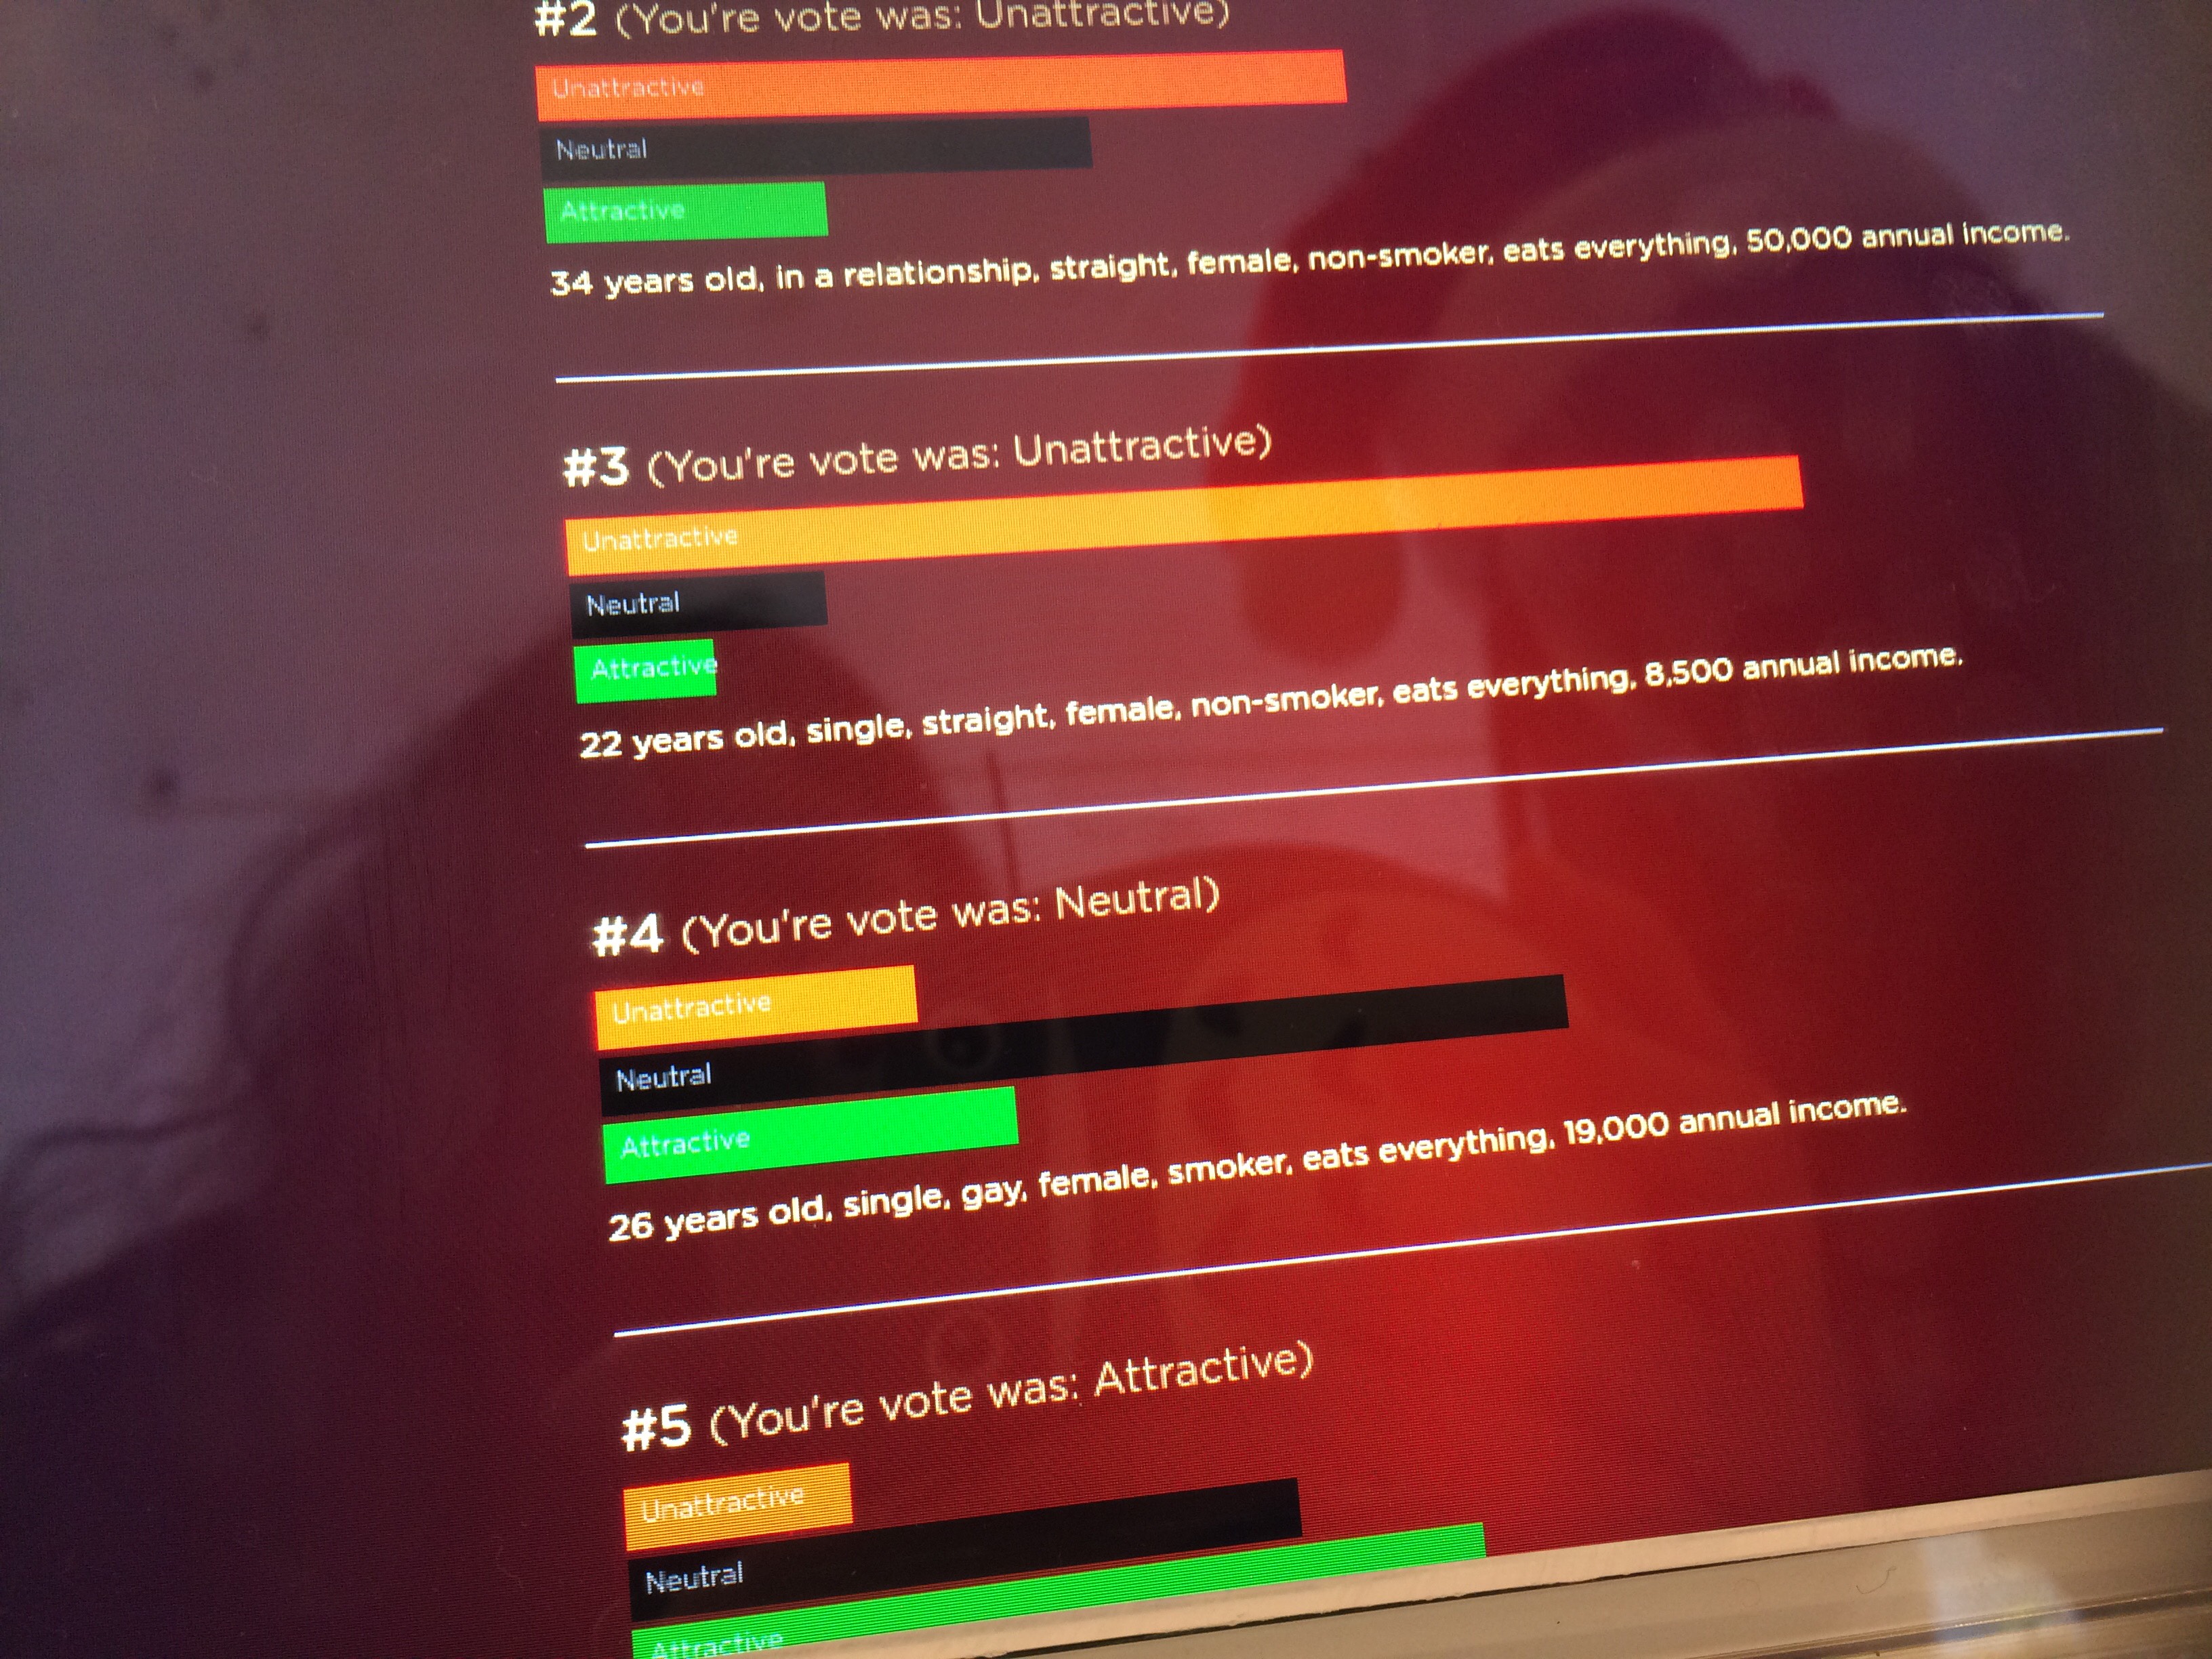 #2 (You're vote was: Unattractive)
Unattractive
Neutral
Attractive
34 years old, in a relationship, straight, female, non-smoker, eats everything, 50,000 annual income.
#3 (You're vote was: Unattractive)
Unattractive
Neutral
Attractive
22 years old, single, straight, female, non-smoker, eats everything, 8,500 annual income.
#4 (You're vote was: Neutral)
Unattractive
Neutral
Attractive
26 years old, single, gay, female, smoker, eats everything, 19,000 annual income.
#5 (You're vote was: Attractive)
Unattractive
Neutral
Attractive